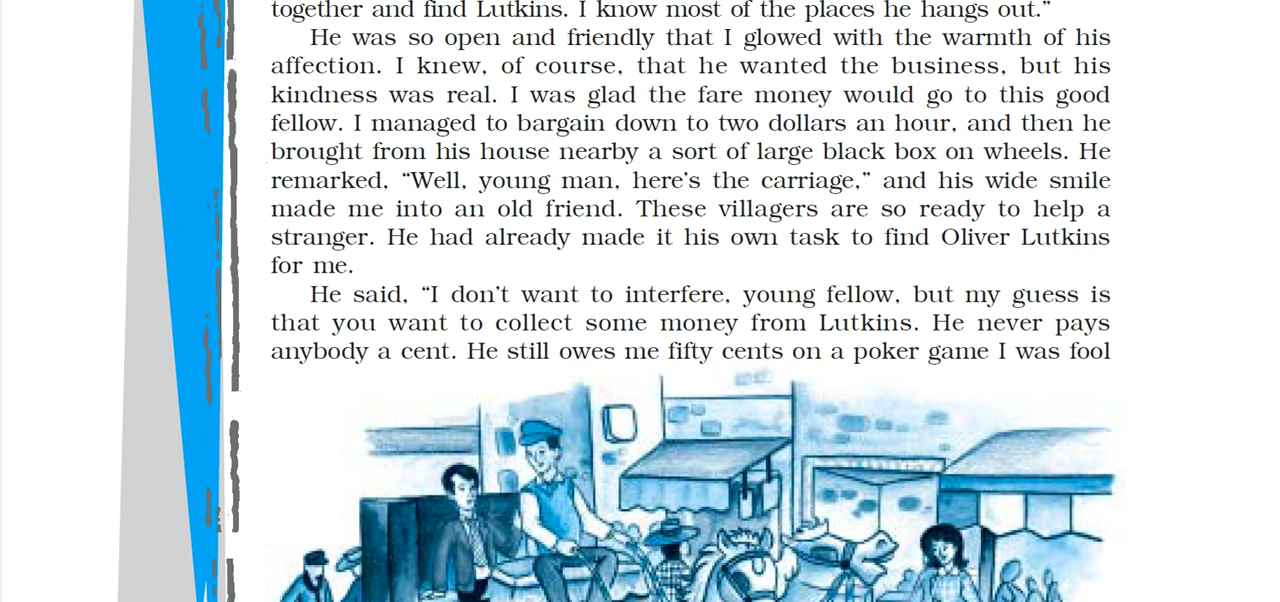 together and find Lutkins. I know most of the places he hangs out.”
He was so open and friendly that I glowed with the warmth of his
affection. I knew, of course, that he wanted the business, but his
kindness was real. I was glad the fare money would go to this good
fellow. I managed to bargain down to two dollars an hour, and then he
brought from his house nearby a sort of large black box on wheels. He
remarked, “Well, young man, here’s the carriage,” and his wide smile
made me into an old friend. These villagers are so ready to help a
stranger. He had already made it his own task to find Oliver Lutkins
for me.
He said, “I don’t want to interfere, young fellow, but my guess is
that you want to collect some money from Lutkins. He never pays
anybody a cent. He still owes me fifty cents on a poker game I was fool